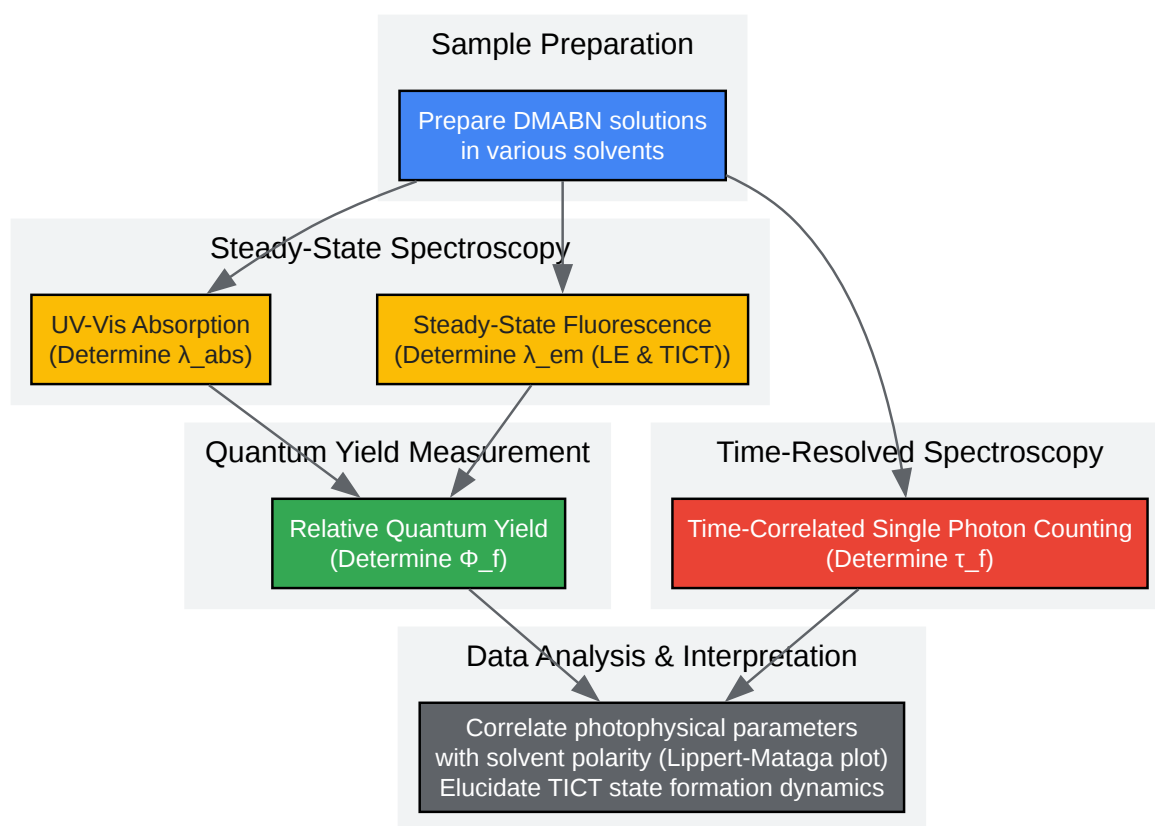 Sample Preparation
Prepare DMABN solutions
in various solvents
Steady-State Spectroscopy
UV-Vis Absorption
(Determine λ_abs)
Steady-State Fluorescence
(Determine λ_em (LE & TICT))
Quantum Yield Measurement
Relative Quantum Yield
(Determine Φ_f)
Time-Resolved Spectroscopy
Time-Correlated Single Photon Counting
(Determine τ_f)
Data Analysis & Interpretation
Correlate photophysical parameters
with solvent polarity (Lippert-Mataga plot)
Elucidate TICT state formation dynamics